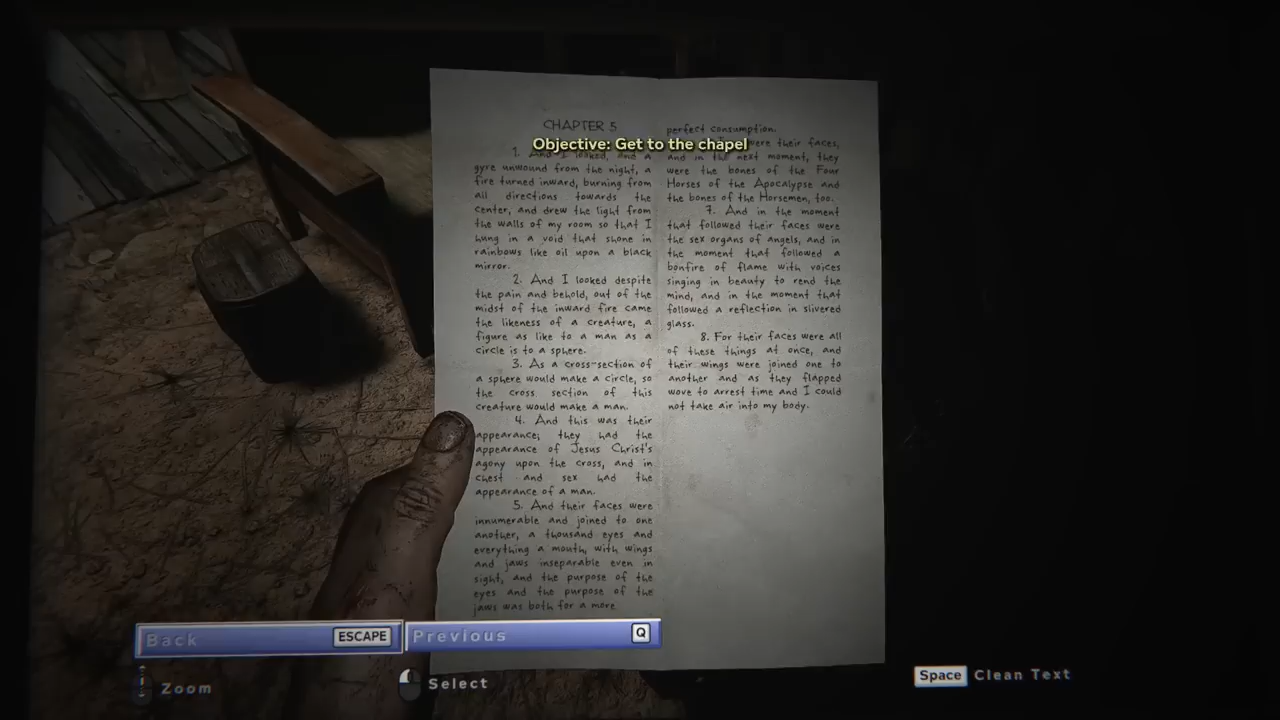 CHAPTER 5
Objective: Get to the chapel
1. And I looked, and a
gyre unwound from the night, a
fire turned inward, burning from
all directions towards the
center, and drew the light from
the walls of my room so that I
hung in a void that shone in
rainbows like oil upon a black
mirror.
2. And I looked despite
the pain and behold, out of the
midst of the inward fire came
the likeness of a creature, a
figure as like to a man as a
circle is to a sphere.
3. As a cross-section of
a sphere would make a circle, so
the cross section of this
creature would make a man.
4. And this was their
appearance; they had the
appearance of Jesus Christ's
agony upon the cross, and in
chest and sex had the
appearance of a man.
5. And their faces were
innumerable and joined to one
another, a thousand eyes and
everything a mouth, with wings
and jaws inseparable even in
sight, and the purpose of the
eyes and the purpose of the
jaws was both for a more
perfect consumption.
were their faces,
and in the next moment, they
were the bones of the Four
Horses of the Apocalypse and
the bones of the Horsemen, too.
7. And in the moment
that followed their faces were
the sex organs of angels, and in
the moment that followed a
bonfire of flame with voices
singing in beauty to rend the
mind, and in the moment that
followed a reflection in slivered
glass.
8. For their faces were all
of these things at once, and
their wings were joined one to
another and as they flapped
wove to arrest time and I could
not take air into my body.
Back ESCAPE
Previous Q
Zoom
Select
Space Clean Text